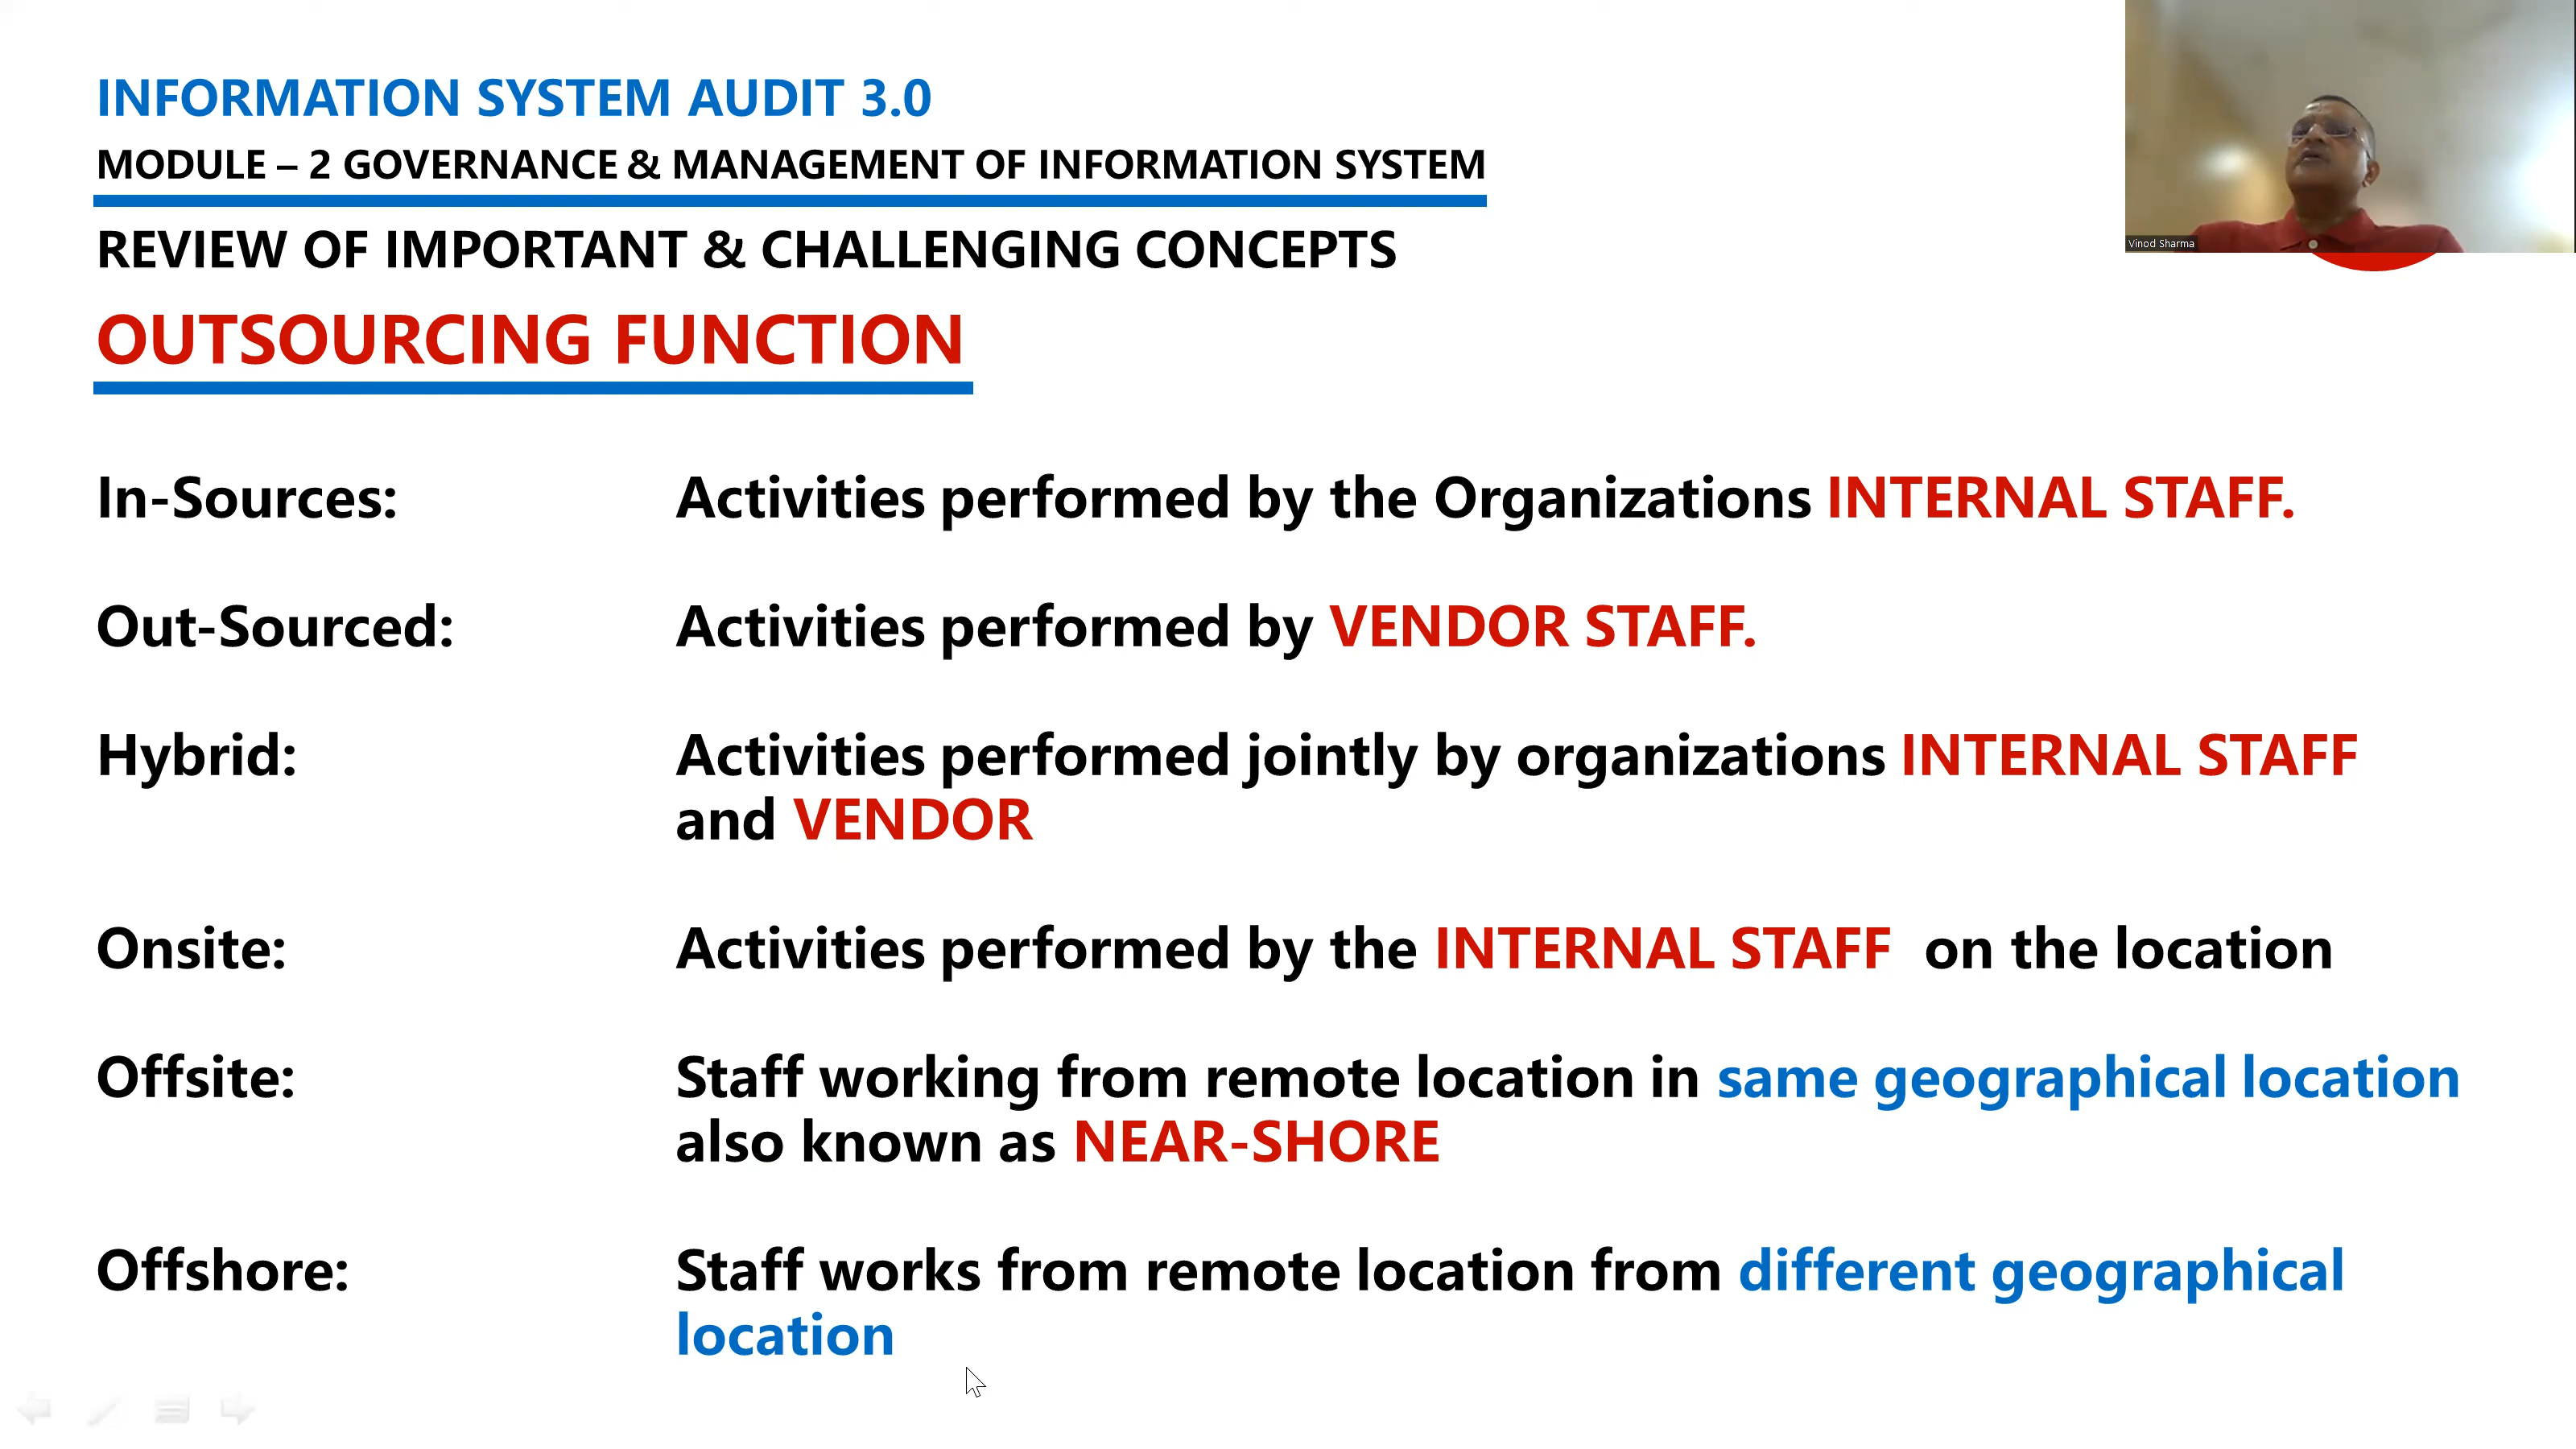 INFORMATION SYSTEM AUDIT 3.0
MODULE – 2 GOVERNANCE & MANAGEMENT OF INFORMATION SYSTEM
REVIEW OF IMPORTANT & CHALLENGING CONCEPTS
OUTSOURCING FUNCTION
In-Sources: Activities performed by the Organizations INTERNAL STAFF.
Out-Sourced: Activities performed by VENDOR STAFF.
Hybrid: Activities performed jointly by organizations INTERNAL STAFF
and VENDOR
Onsite: Activities performed by the INTERNAL STAFF on the location
Offsite: Staff working from remote location in same geographical location
also known as NEAR-SHORE
Offshore: Staff works from remote location from different geographical
location
Vinod Sharma